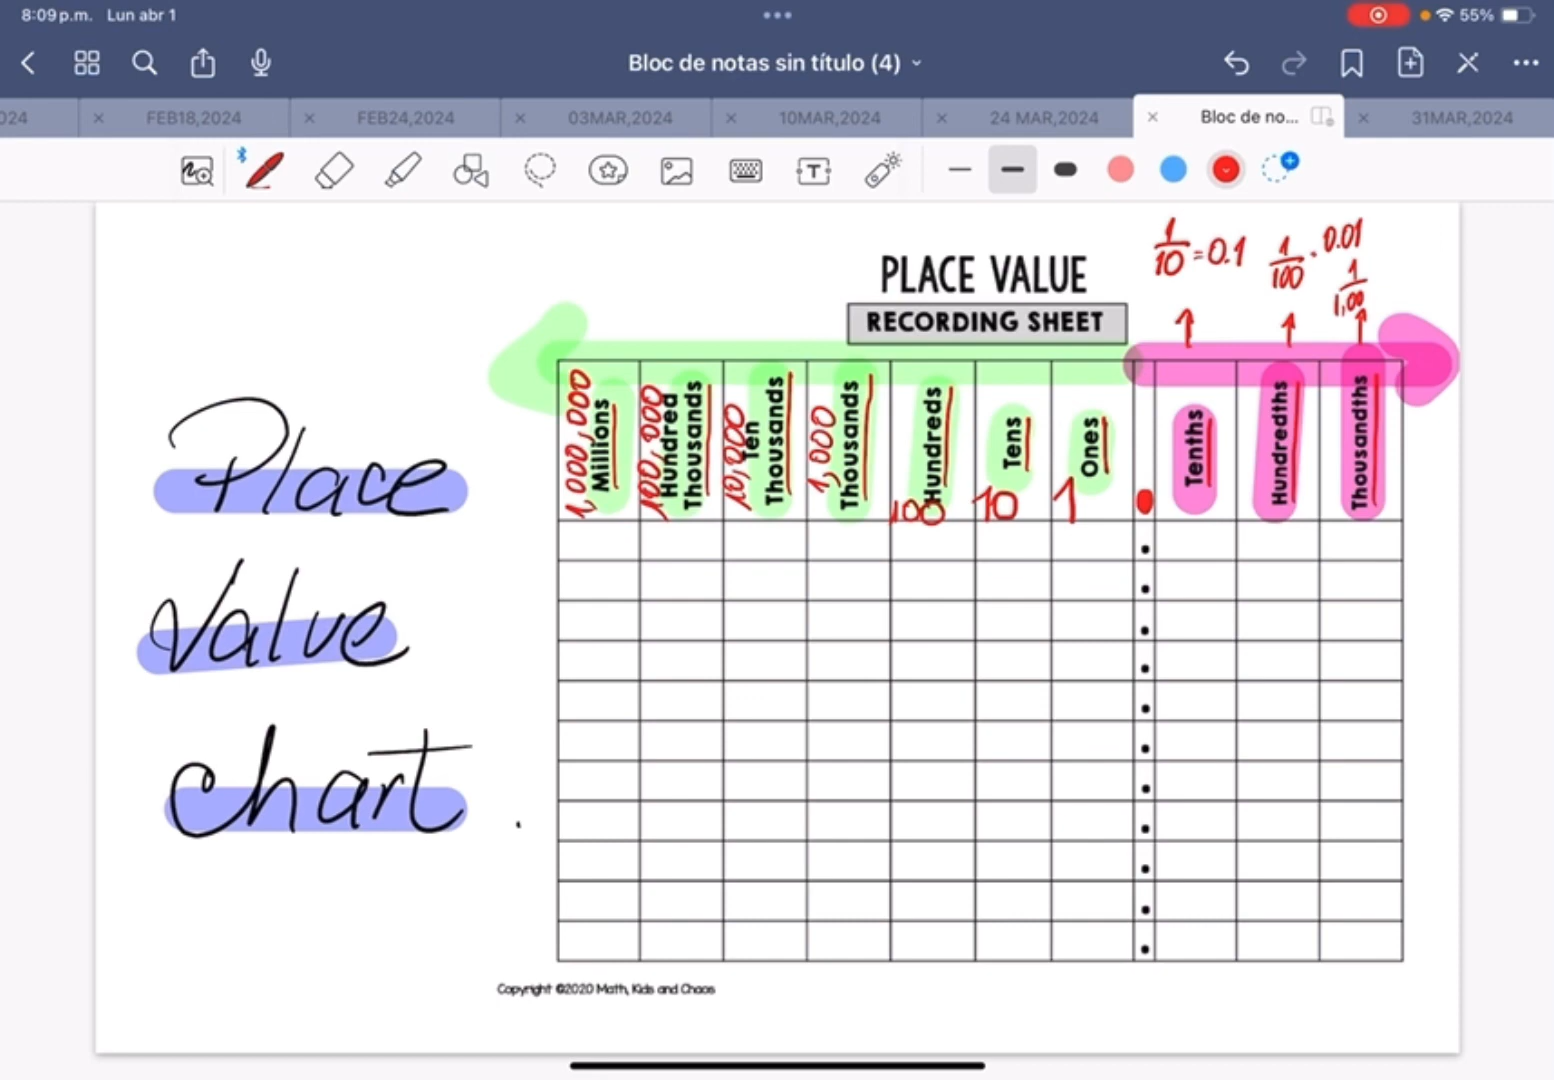 8:09 p.m. Lun abr 1
55%
Bloc de notas sin título (4)
024
FEB18,2024
FEB24,2024
03MAR,2024
10MAR,2024
24 MAR,2024
Bloc de no...
31MAR,2024
T
1/10 = 0.1
1/100 . 0.01
1/1,00
PLACE VALUE
RECORDING SHEET
1,000,000
Millions
100,000
Hundred
Thousands
10,000
Ten
Thousands
1,000
Thousands
100
Hundreds
10
Tens
1
Ones
.
Tenths
Hundredths
Thousandths
Place
Value
chart.
Copyright ©2020 Math, Kids and Chaos